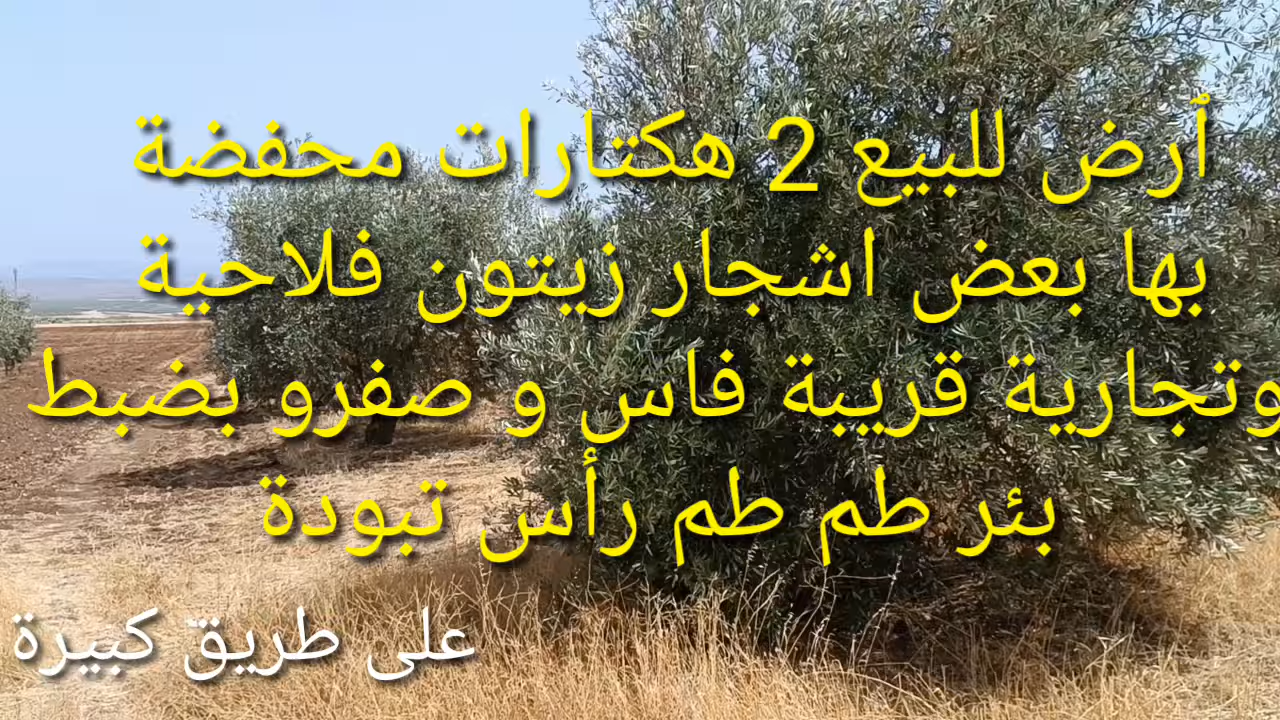 ٱرض للبيع 2 هكتارات محفضة
بها بعض اشجار زيتون فلاحية
وتجارية قريبة فاس و صفرو بضبط
بئر طم طم رأس تبودة
على طريق كبيرة